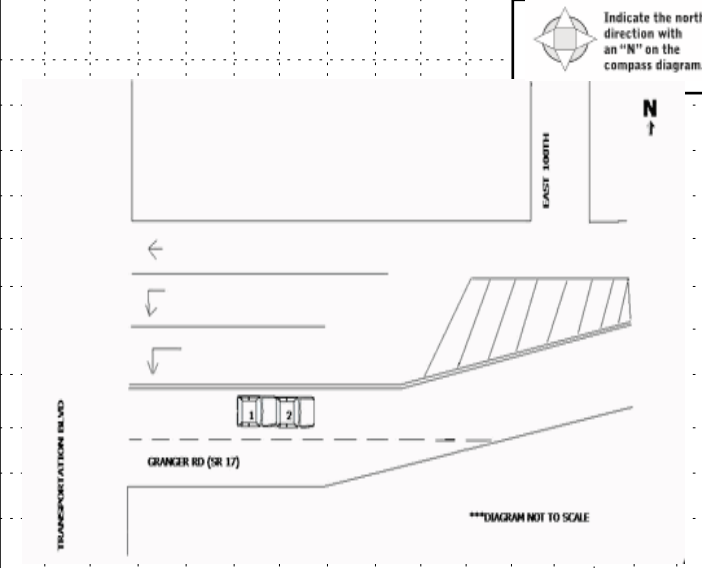 Indicate the north
direction with
an "N" on the
compass diagram.
N
EAST 100TH
1
2
GRANGER RD (SR 17)
TRANSPORTATION BLVD
***DIAGRAM NOT TO SCALE